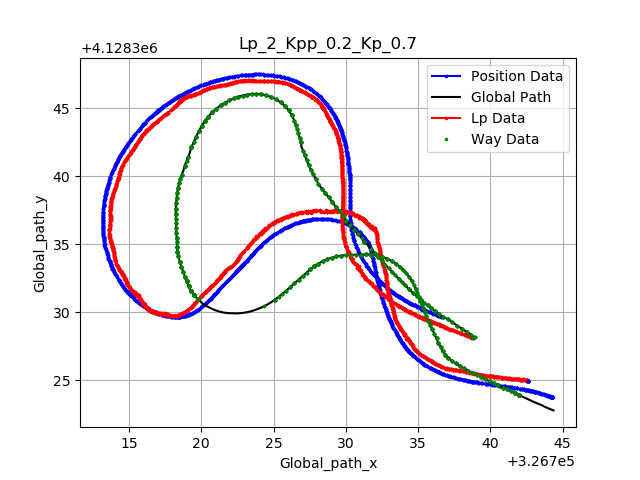 Lp_2_Kpp_0.2_Kp_0.7
+4.1283e6
Position Data
Global Path
Lp Data
Way Data
45
40
35
30
25
Global_path_y
15 20 25 30 35 40 45
Global_path_x
+3.267e5